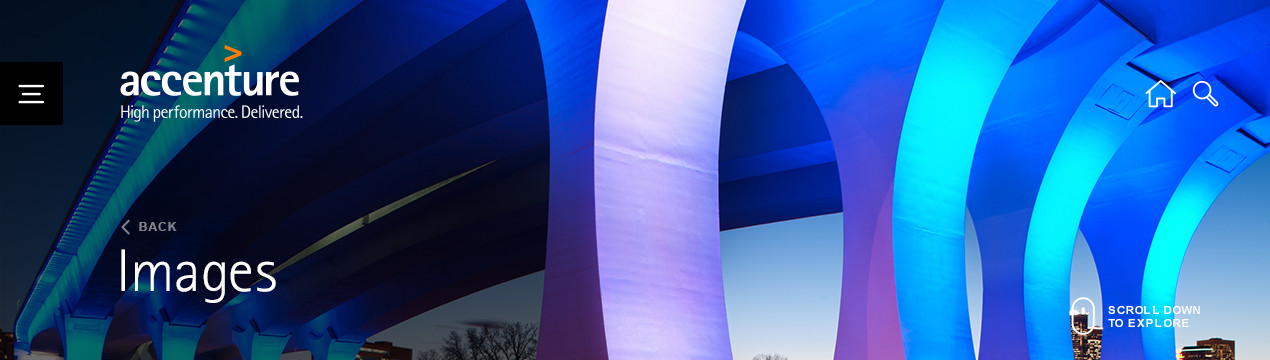 >
accenture
High performance. Delivered.
BACK
Images
SCROLL DOWN
TO EXPLORE